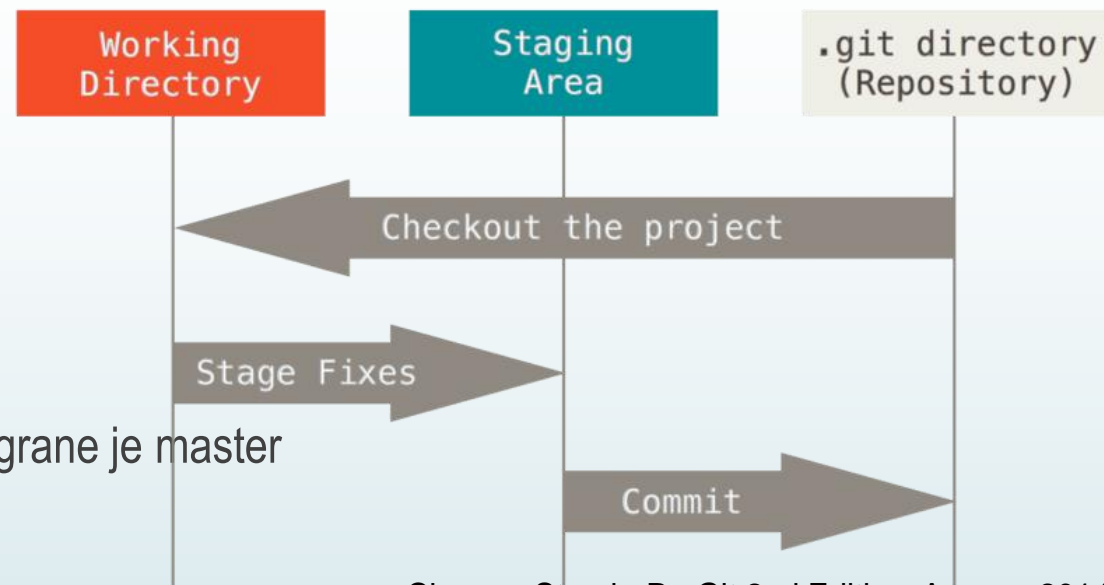 Working
Directory
Staging
Area
.git directory
(Repository)
Checkout the project
Stage Fixes
grane je master
Commit